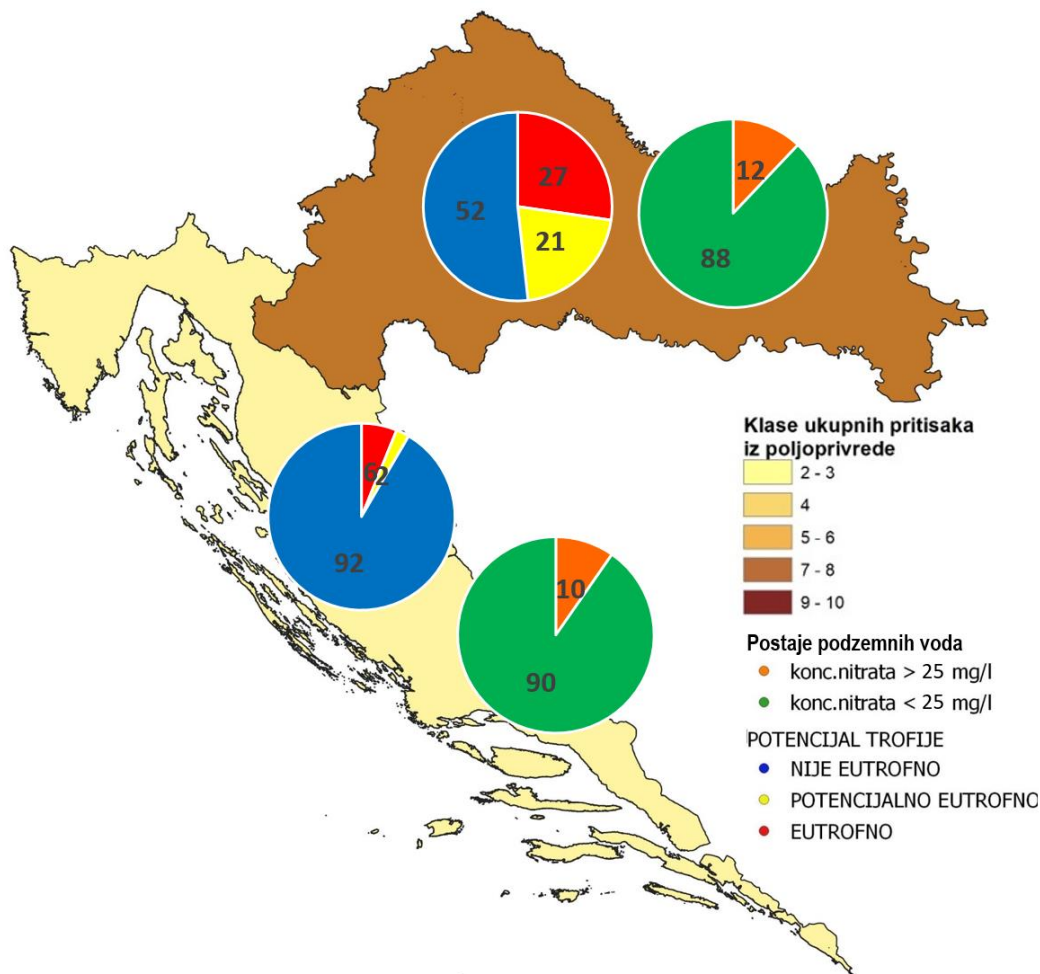 27
52
21
12
88
6
2
92
10
90
Klase ukupnih pritisaka
iz poljoprivrede
2 - 3
4
5 - 6
7 - 8
9 - 10
Postaje podzemnih voda
konc.nitrata > 25 mg/l
konc.nitrata < 25 mg/l
POTENCIJAL TROFIJE
NIJE EUTROFNO
POTENCIJALNO EUTROFNO
EUTROFNO